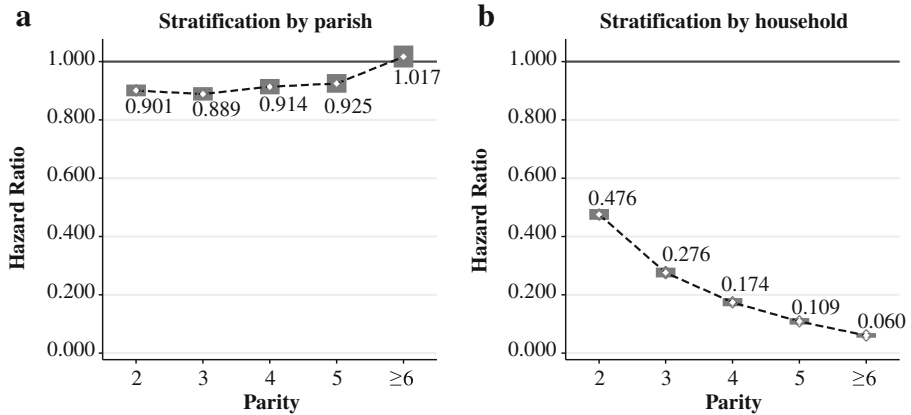 a
Stratification by parish
Hazard Ratio
1.000
0.800
0.600
0.400
0.200
0.000
0.901
0.889
0.914
0.925
1.017
2 3 4 5 ≥6
Parity
b
Stratification by household
Hazard Ratio
1.000
0.800
0.600
0.400
0.200
0.000
0.476
0.276
0.174
0.109
0.060
2 3 4 5 ≥6
Parity